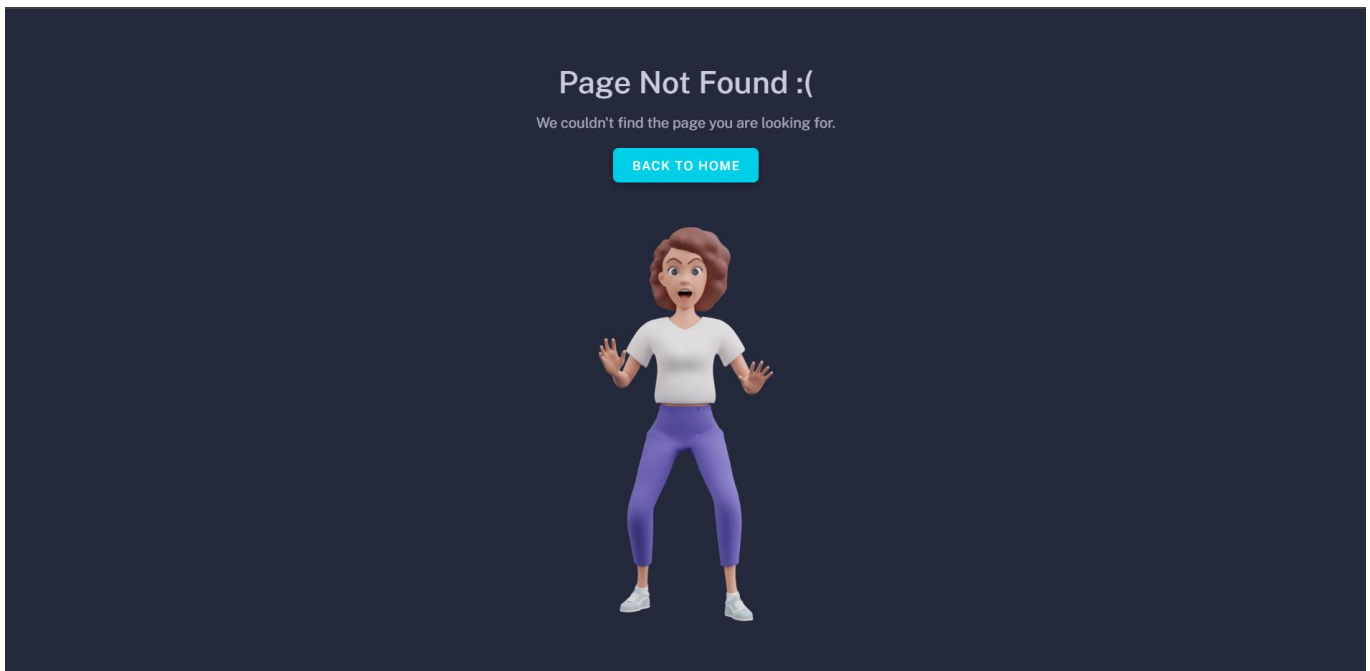 Page Not Found :(
We couldn't find the page you are looking for.
BACK TO HOME